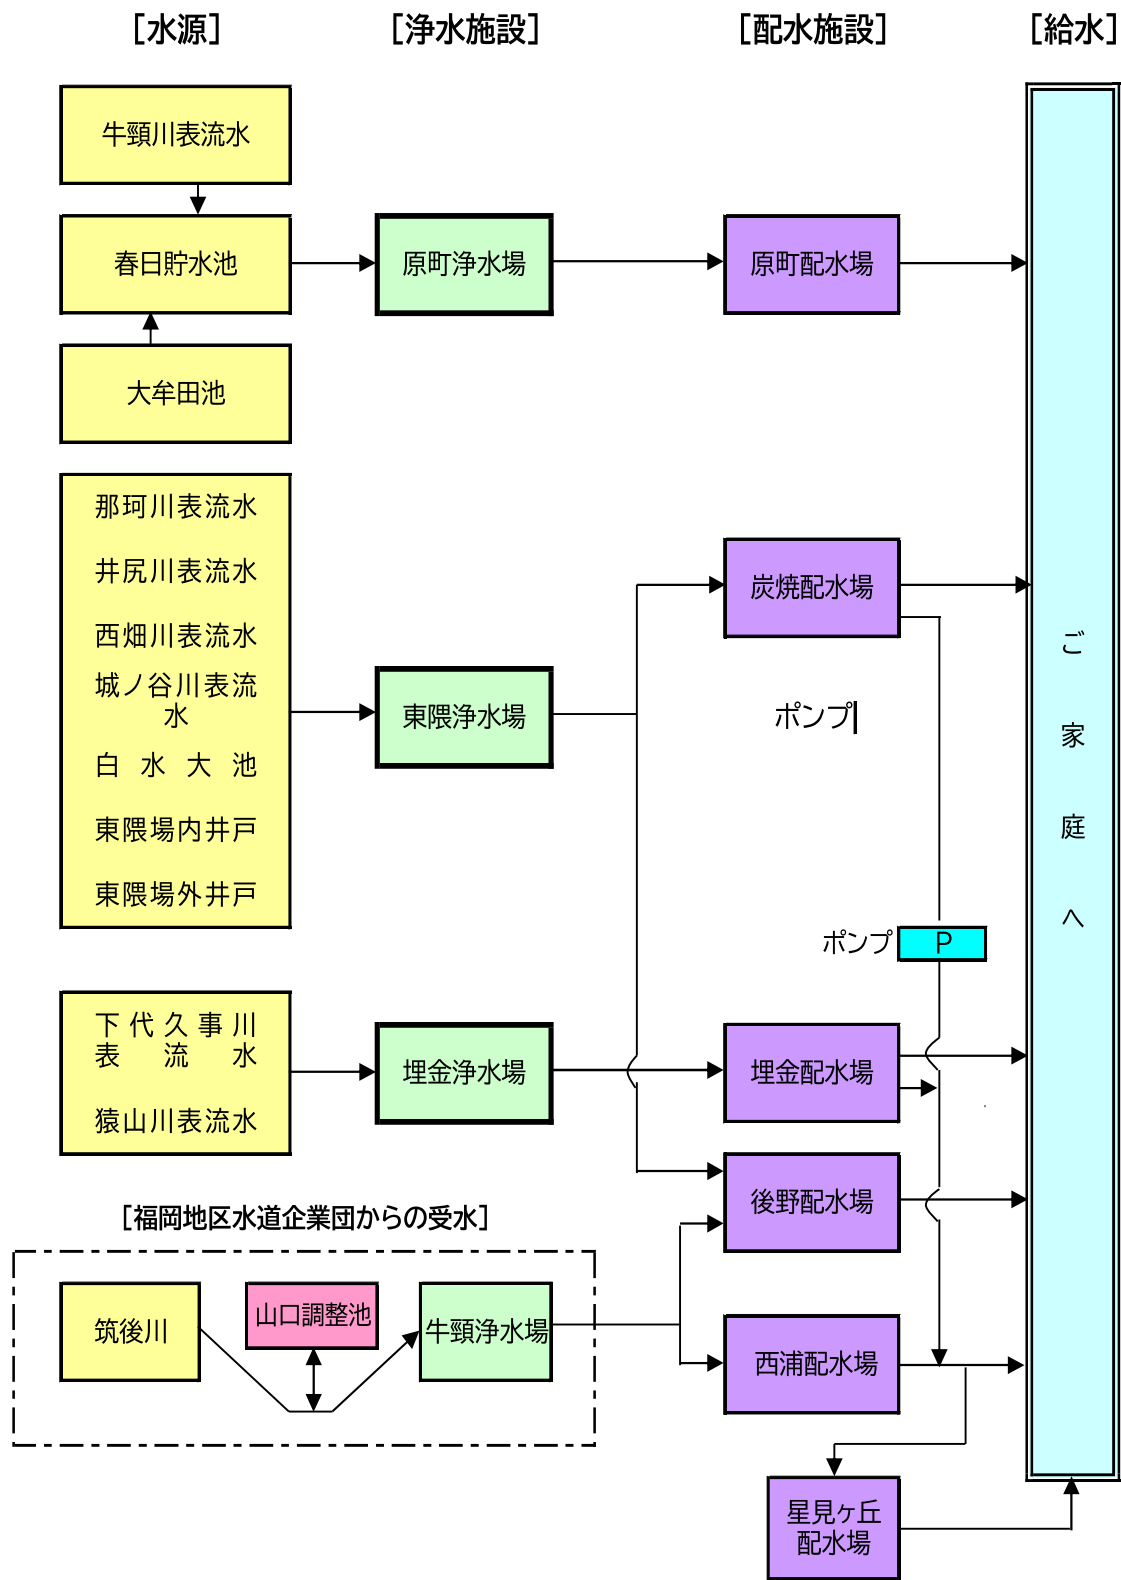 ［水源］
［浄水施設］
［配水施設］
［給水］
牛頸川表流水
春日貯水池
原町浄水場
原町配水場
大牟田池
那珂川表流水
井尻川表流水
西畑川表流水
城ノ谷川表流
水
白水大池
東隈場内井戸
東隈場外井戸
東隈浄水場
炭焼配水場
ポンプ
ご家庭へ
ポンプ
P
下代久事川
表流水
猿山川表流水
埋金浄水場
埋金配水場
後野配水場
［福岡地区水道企業団からの受水］
筑後川
山口調整池
牛頸浄水場
西浦配水場
星見ヶ丘
配水場